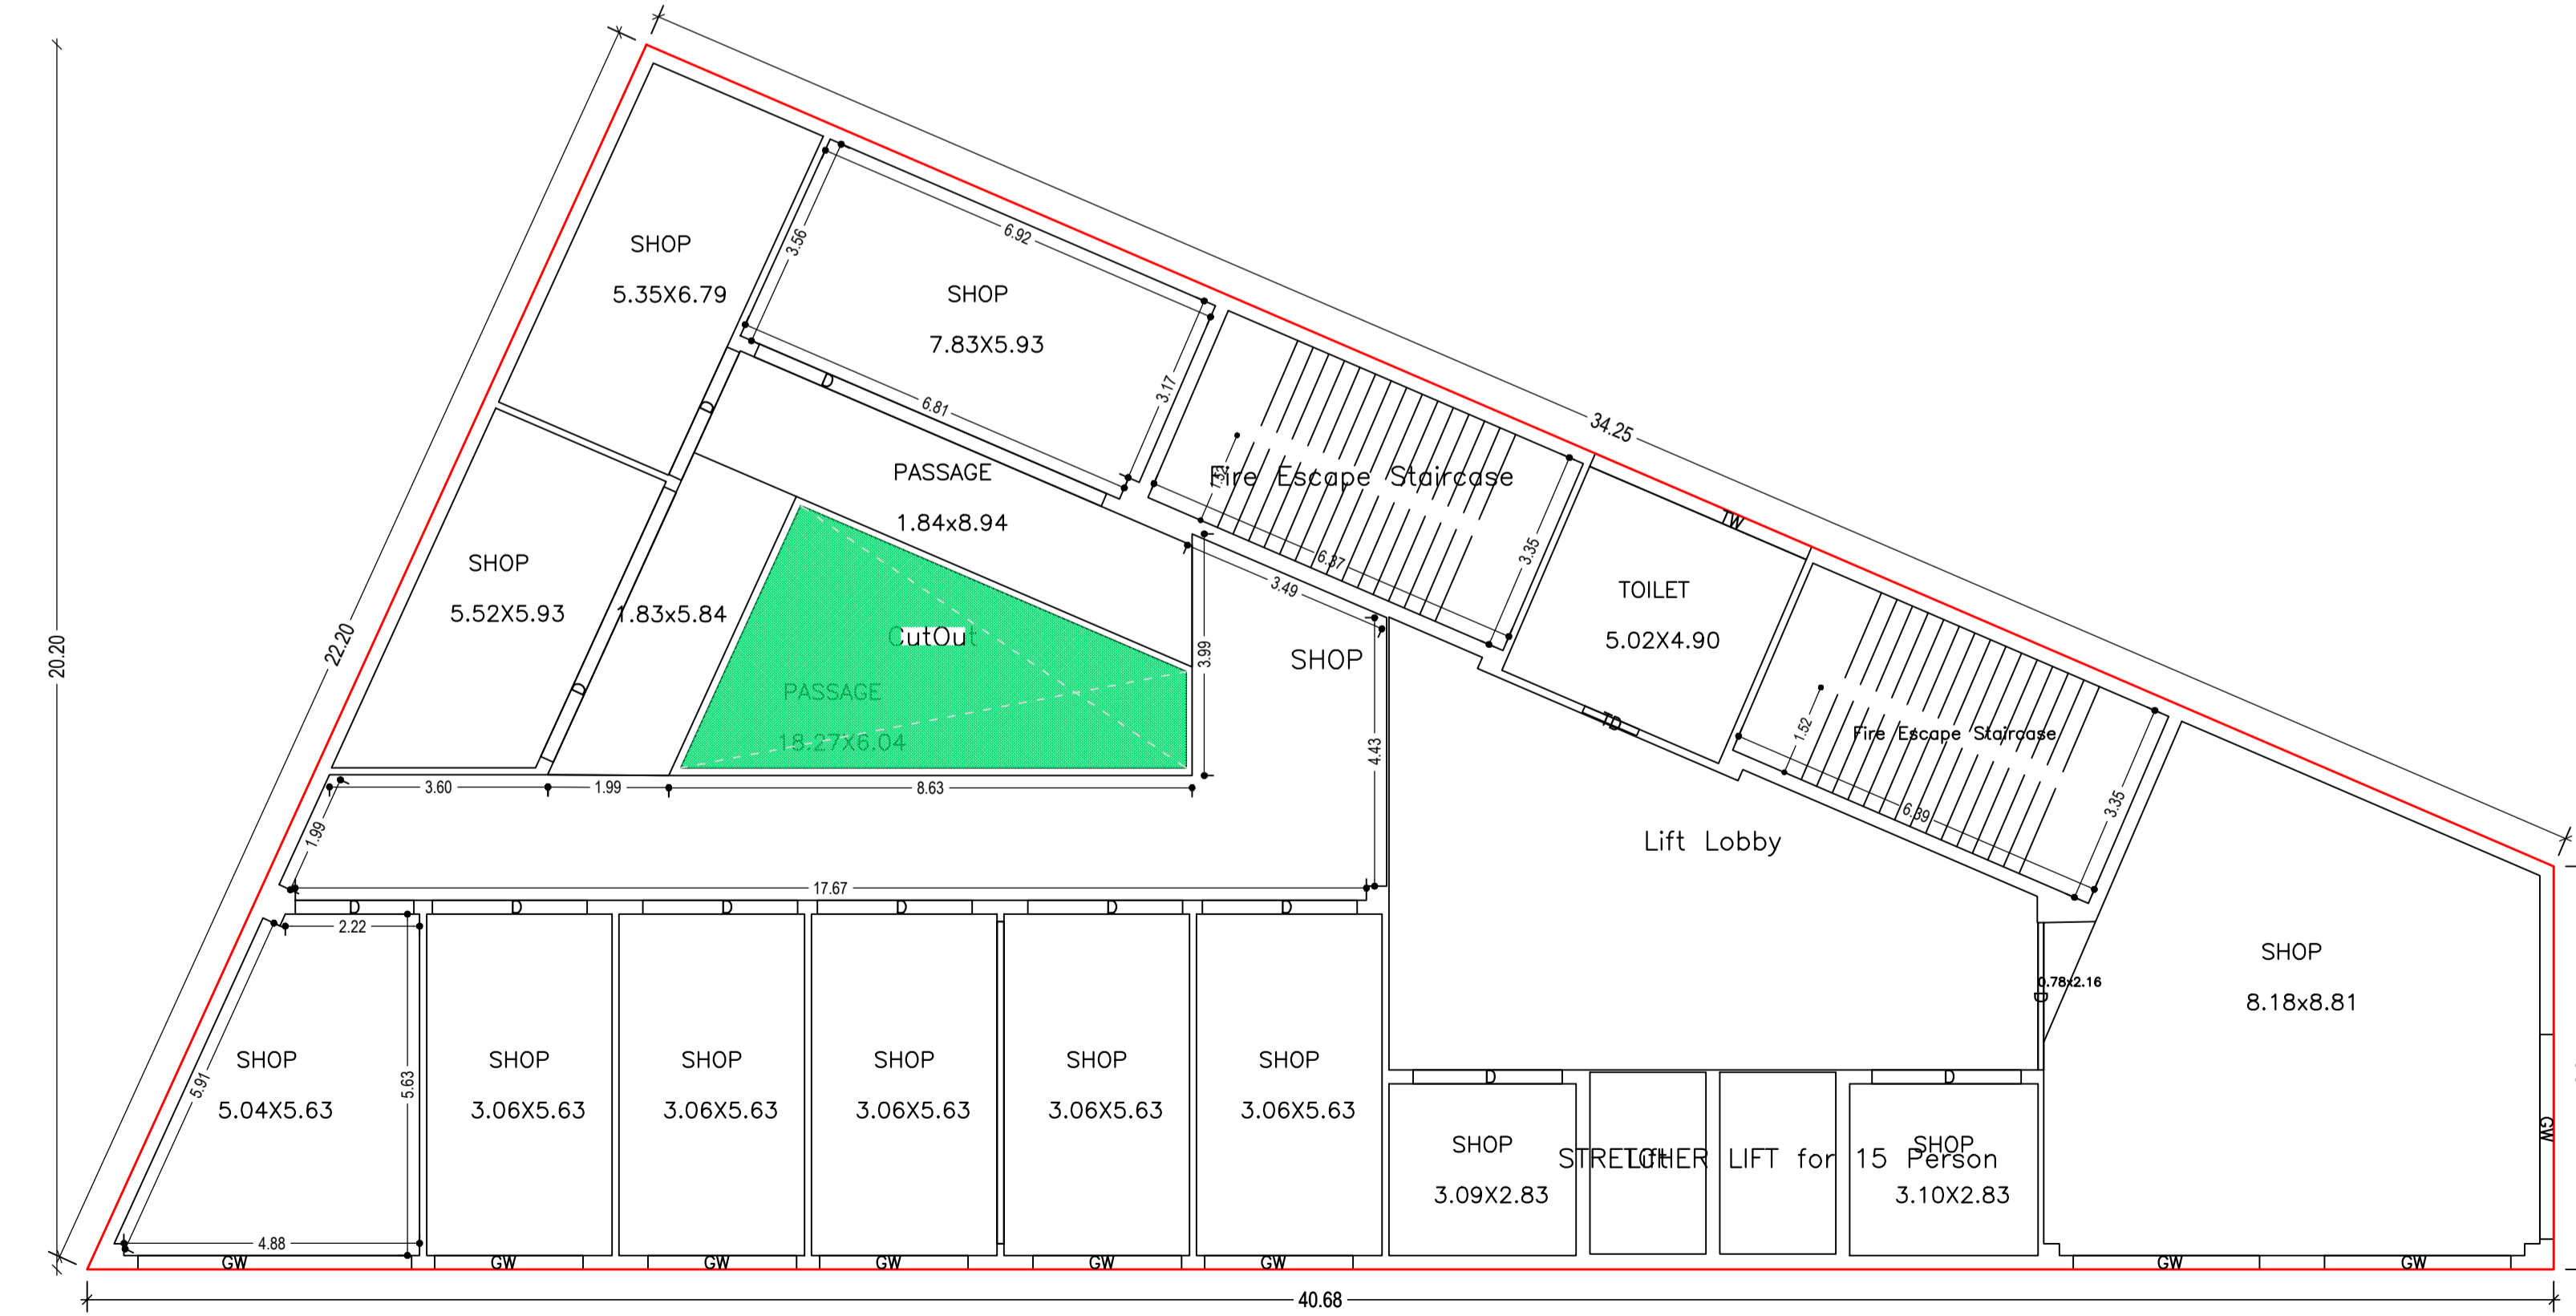 SHOP
5.35X6.79
3.56
6.92
SHOP
7.83X5.93
3.17
6.81
D
D
34.25
PASSAGE
1.84x8.94
Fire Escape Staircase
1.52
6.37
3.35
3.49
TW
TOILET
5.02X4.90
TD
SHOP
5.52X5.93
1.83x5.84
D
CutOut
PASSAGE
18.27X6.04
3.99
SHOP
4.43
22.20
20.20
Fire Escape Staircase
1.52
6.39
3.35
Lift Lobby
3.60
1.99
8.63
1.99
17.67
D
D
D
D
D
D
2.22
SHOP
8.18x8.81
0.78x2.16
D
5.91
5.63
SHOP
5.04X5.63
SHOP
3.06X5.63
SHOP
3.06X5.63
SHOP
3.06X5.63
SHOP
3.06X5.63
SHOP
3.06X5.63
D
D
SHOP
3.09X2.83
STRETCHER LIFT for 15 Person
Lift
SHOP
3.10X2.83
GW
4.88
GW
GW
GW
GW
GW
GW
GW
GW
40.68